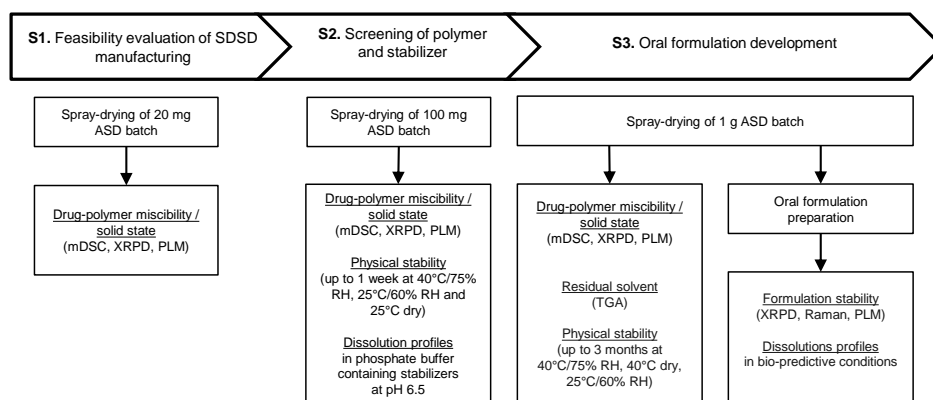 S1. Feasibility evaluation of SDSD
manufacturing
S2. Screening of polymer
and stabilizer
S3. Oral formulation development
Spray-drying of 20 mg
ASD batch
Drug-polymer miscibility /
solid state
(mDSC, XRPD, PLM)
Spray-drying of 100 mg
ASD batch
Drug-polymer miscibility /
solid state
(mDSC, XRPD, PLM)
Physical stability
(up to 1 week at 40°C/75%
RH, 25°C/60% RH and
25°C dry)
Dissolution profiles
in phosphate buffer
containing stabilizers
at pH 6.5
Spray-drying of 1 g ASD batch
Drug-polymer miscibility /
solid state
(mDSC, XRPD, PLM)
Residual solvent
(TGA)
Physical stability
(up to 3 months at
40°C/75% RH, 40°C dry,
25°C/60% RH)
Oral formulation
preparation
Formulation stability
(XRPD, Raman, PLM)
Dissolutions profiles
in bio-predictive conditions